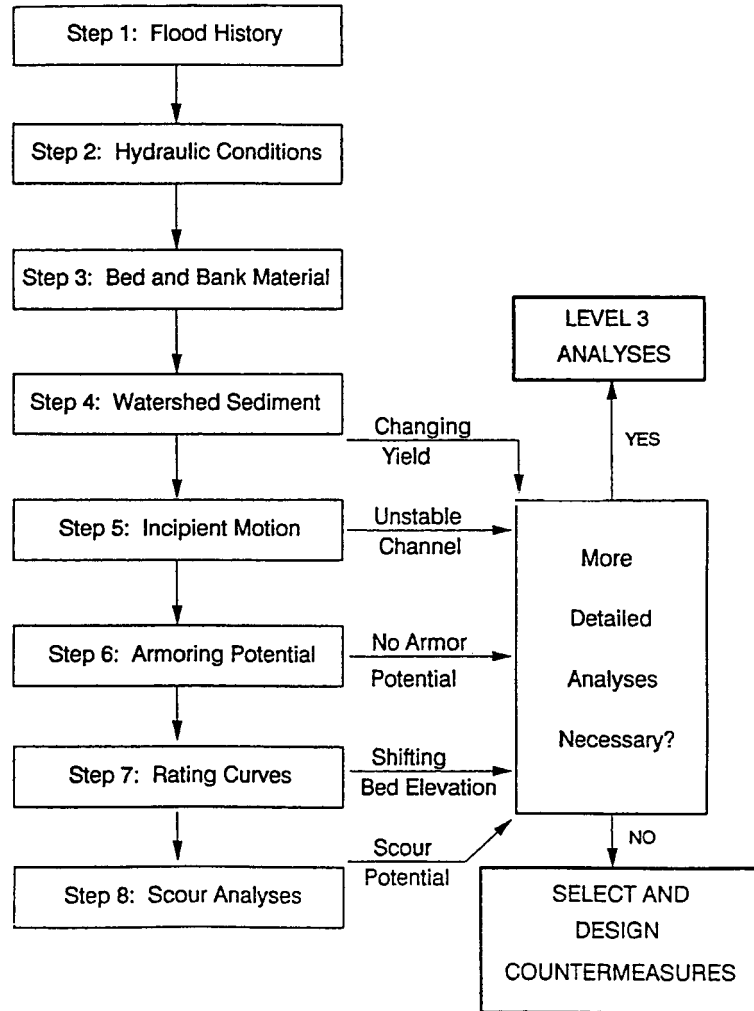 Step 1: Flood History
Step 2: Hydraulic Conditions
Step 3: Bed and Bank Material
Step 4: Watershed Sediment
Changing
Yield
Step 5: Incipient Motion
Unstable
Channel
Step 6: Armoring Potential
No Armor
Potential
Step 7: Rating Curves
Shifting
Bed Elevation
Step 8: Scour Analyses
Scour
Potential
LEVEL 3
ANALYSES
YES
More
Detailed
Analyses
Necessary?
NO
SELECT AND
DESIGN
COUNTERMEASURES